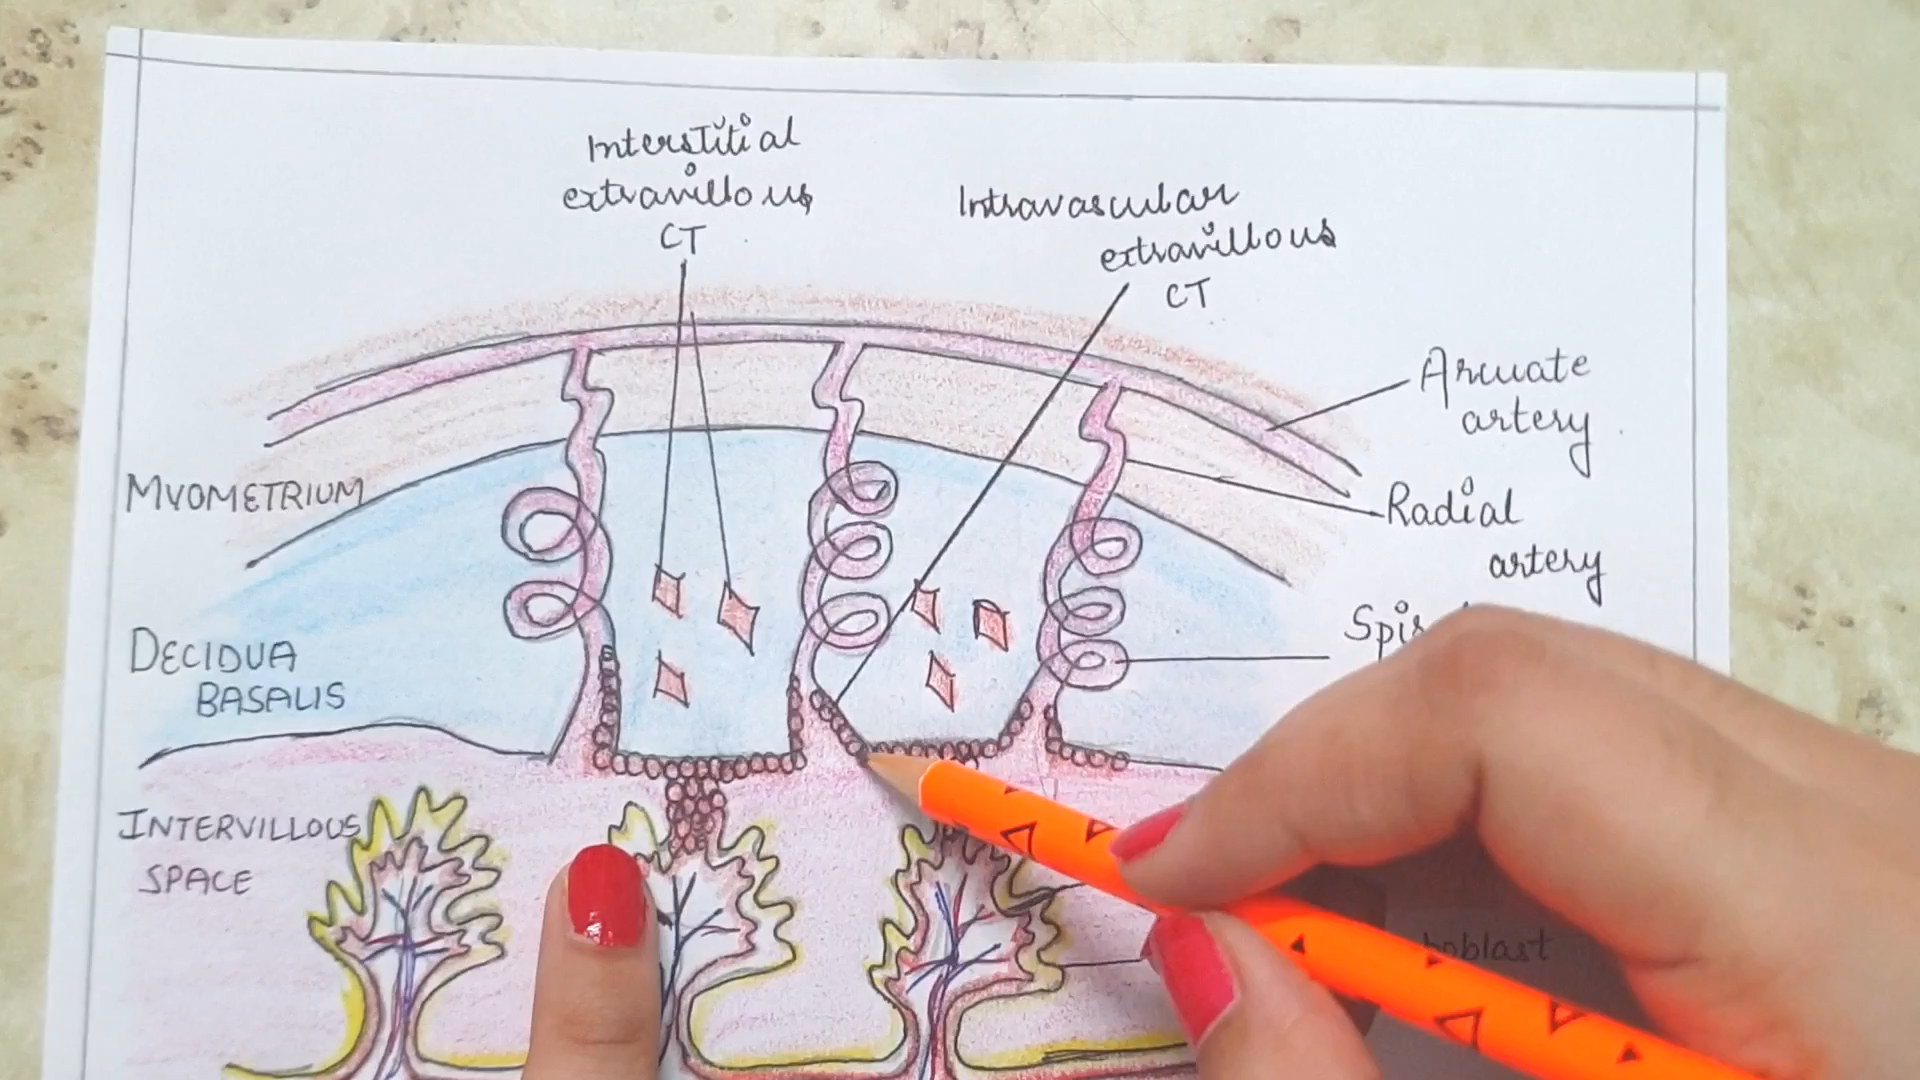 Interstitial
extravillous
CT
Intravascular
extravillous
CT
Arcuate
artery
Radial
artery
MYOMETRIUM
DECIDUA
BASALIS
INTERVILLOUS
SPACE